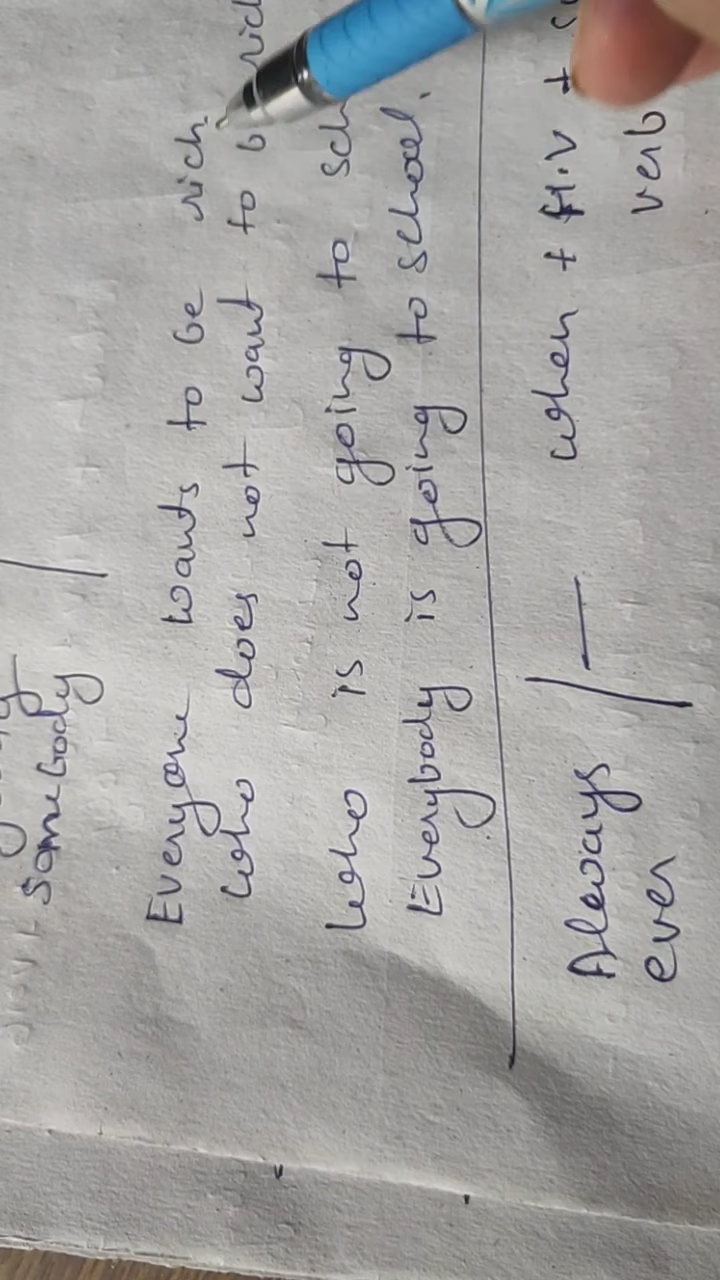 Somebody
Everyone wants to be rich.
Who does not want to
Who is not going to
Everybody is going to school.
Always / — when + H.V +
ever verb